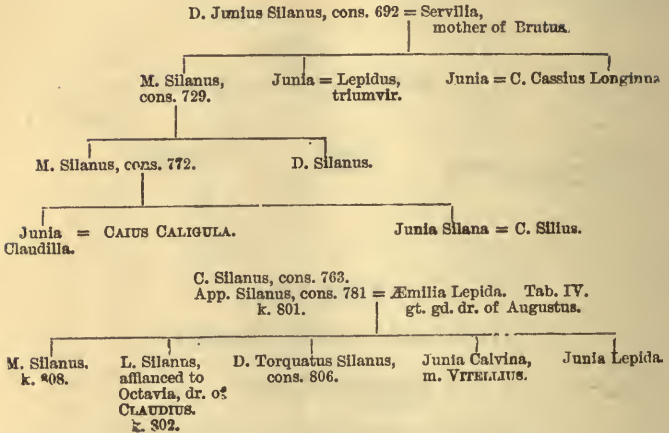 D. Junius Silanus, cons. 692 = Servilia,
mother of Brutus.
M. Silanus,
cons. 729.
Junia = Lepidus,
triumvir.
Junia = C. Cassius Longinna
M. Silanus, cons. 772.
D. Silanus.
Junia = CAIUS CALIGULA.
Claudilla.
Junia Silana = C. Silius.
C. Silanus, cons. 763.
App. Silanus, cons. 781 = Æmilia Lepida. Tab. IV.
k. 801. gt. gd. dr. of Augustus.
M. Silanus.
k. 808.
L. Silanus,
affianced to
Octavia, dr. of
CLAUDIUS.
k. 802.
D. Torquatus Silanus,
cons. 806.
Junia Calvina,
m. VITELLIUS.
Junia Lepida.